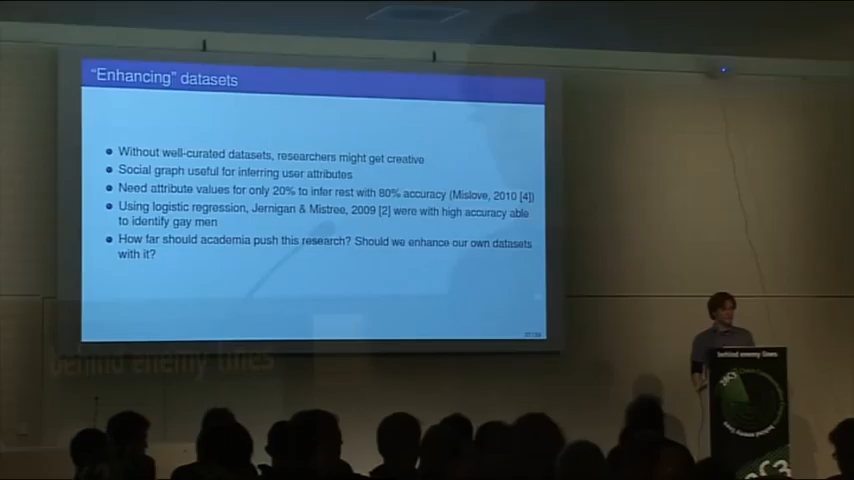 "Enhancing" datasets
Without well-curated datasets, researchers might get creative
Social graph useful for inferring user attributes
Need attribute values for only 20% to infer rest with 80% accuracy (Mislove, 2010 [4])
Using logistic regression, Jernigan & Mistree, 2009 [2] were with high accuracy able
to identify gay men
How far should academia push this research? Should we enhance our own datasets
with it?
behind enemy lines
behind enemy lines